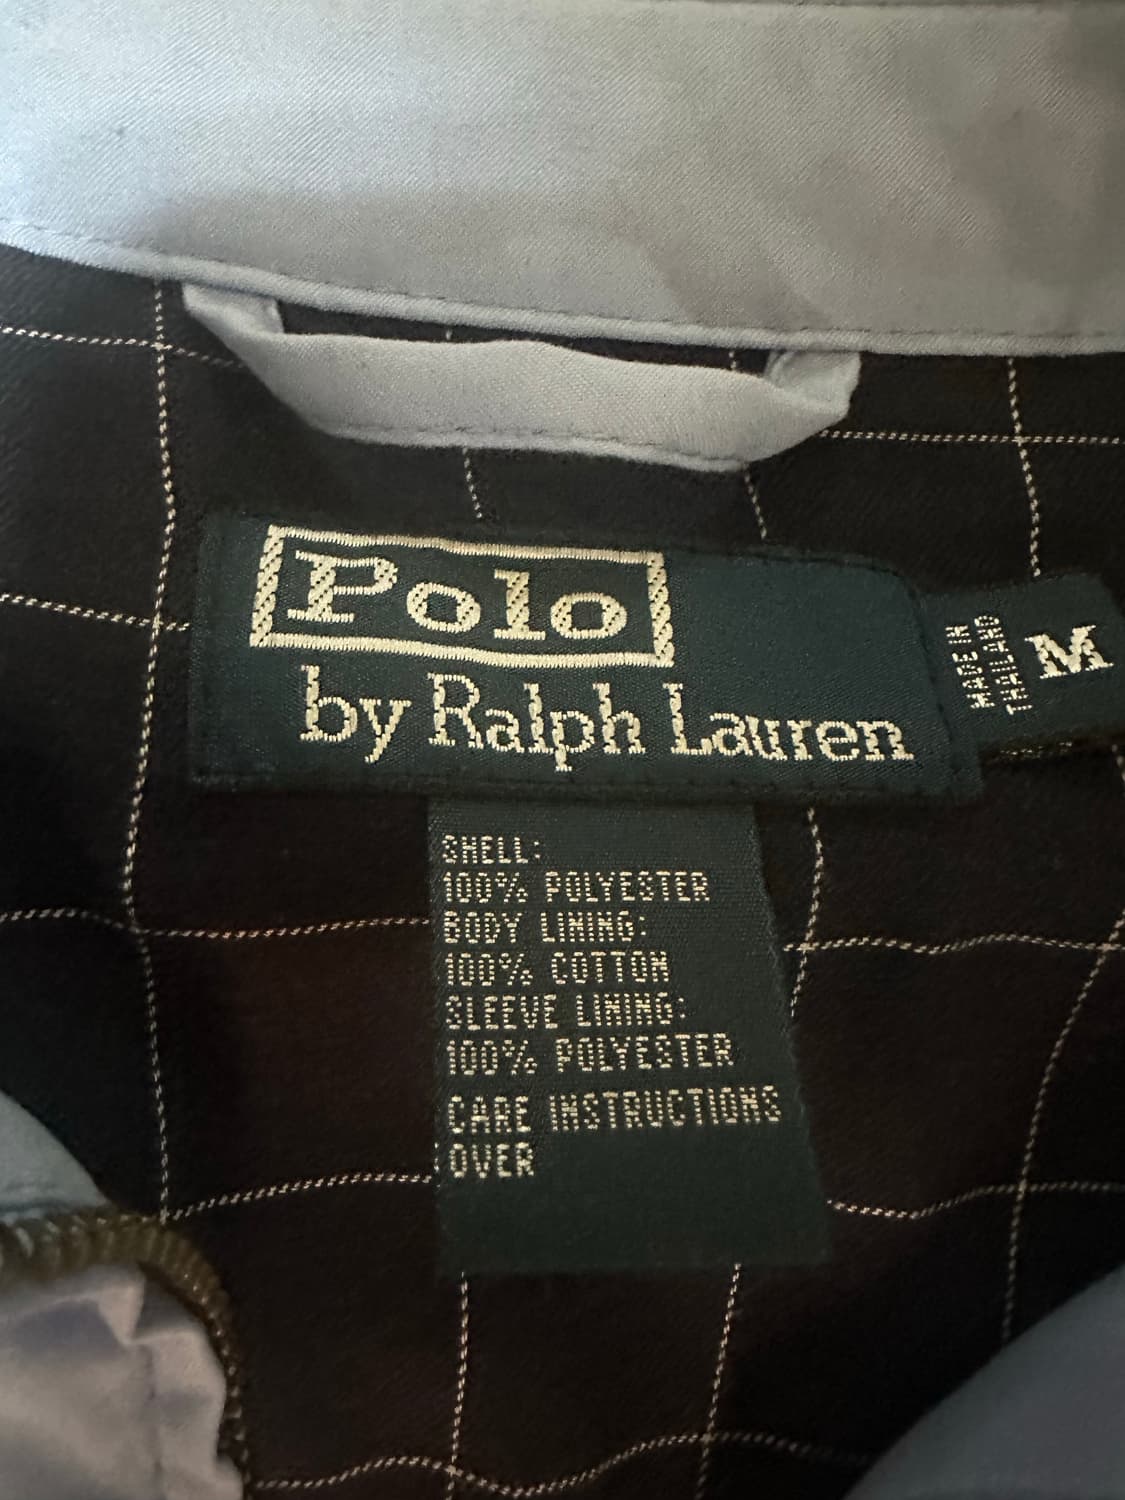 Polo
by Ralph Lauren
MADE IN
THAILAND
M
SHELL:
100% POLYESTER
BODY LINING:
100% COTTON
SLEEVE LINING:
100% POLYESTER
CARE INSTRUCTIONS
OVER